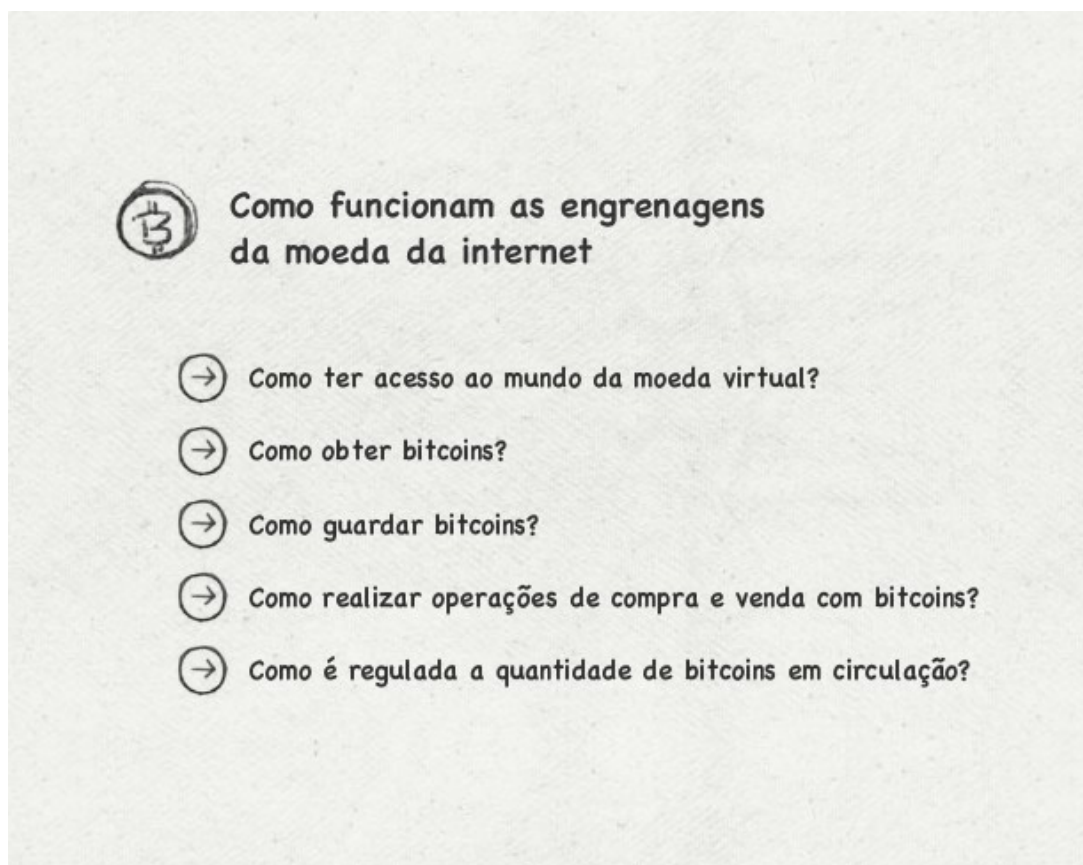 Como funcionam as engrenagens
da moeda da internet
Como ter acesso ao mundo da moeda virtual?
Como obter bitcoins?
Como guardar bitcoins?
Como realizar operações de compra e venda com bitcoins?
Como é regulada a quantidade de bitcoins em circulação?